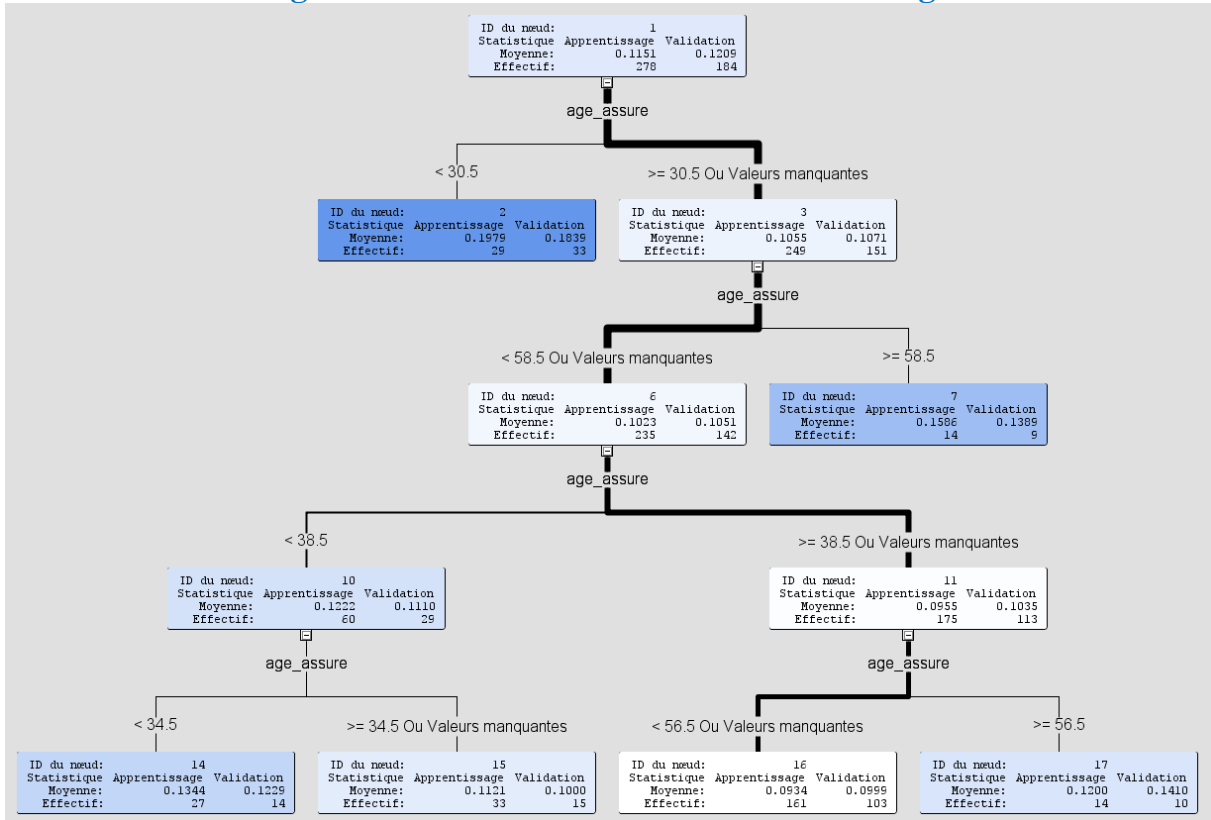 ID du nœud: 1
Statistique Apprentissage Validation
Moyenne: 0.1151 0.1209
Effectif: 278 184
age_assure
< 30.5
>= 30.5 Ou Valeurs manquantes
ID du nœud: 2
Statistique Apprentissage Validation
Moyenne: 0.1979 0.1839
Effectif: 29 33
ID du nœud: 3
Statistique Apprentissage Validation
Moyenne: 0.1055 0.1071
Effectif: 249 151
age_assure
< 58.5 Ou Valeurs manquantes
>= 58.5
ID du nœud: 6
Statistique Apprentissage Validation
Moyenne: 0.1023 0.1051
Effectif: 235 142
ID du nœud: 7
Statistique Apprentissage Validation
Moyenne: 0.1586 0.1389
Effectif: 14 9
age_assure
< 38.5
>= 38.5 Ou Valeurs manquantes
ID du nœud: 10
Statistique Apprentissage Validation
Moyenne: 0.1222 0.1110
Effectif: 60 29
ID du nœud: 11
Statistique Apprentissage Validation
Moyenne: 0.0955 0.1035
Effectif: 175 113
age_assure
age_assure
< 34.5
>= 34.5 Ou Valeurs manquantes
< 56.5 Ou Valeurs manquantes
>= 56.5
ID du nœud: 14
Statistique Apprentissage Validation
Moyenne: 0.1344 0.1229
Effectif: 27 14
ID du nœud: 15
Statistique Apprentissage Validation
Moyenne: 0.1121 0.1000
Effectif: 33 15
ID du nœud: 16
Statistique Apprentissage Validation
Moyenne: 0.0934 0.0999
Effectif: 161 103
ID du nœud: 17
Statistique Apprentissage Validation
Moyenne: 0.1200 0.1410
Effectif: 14 10